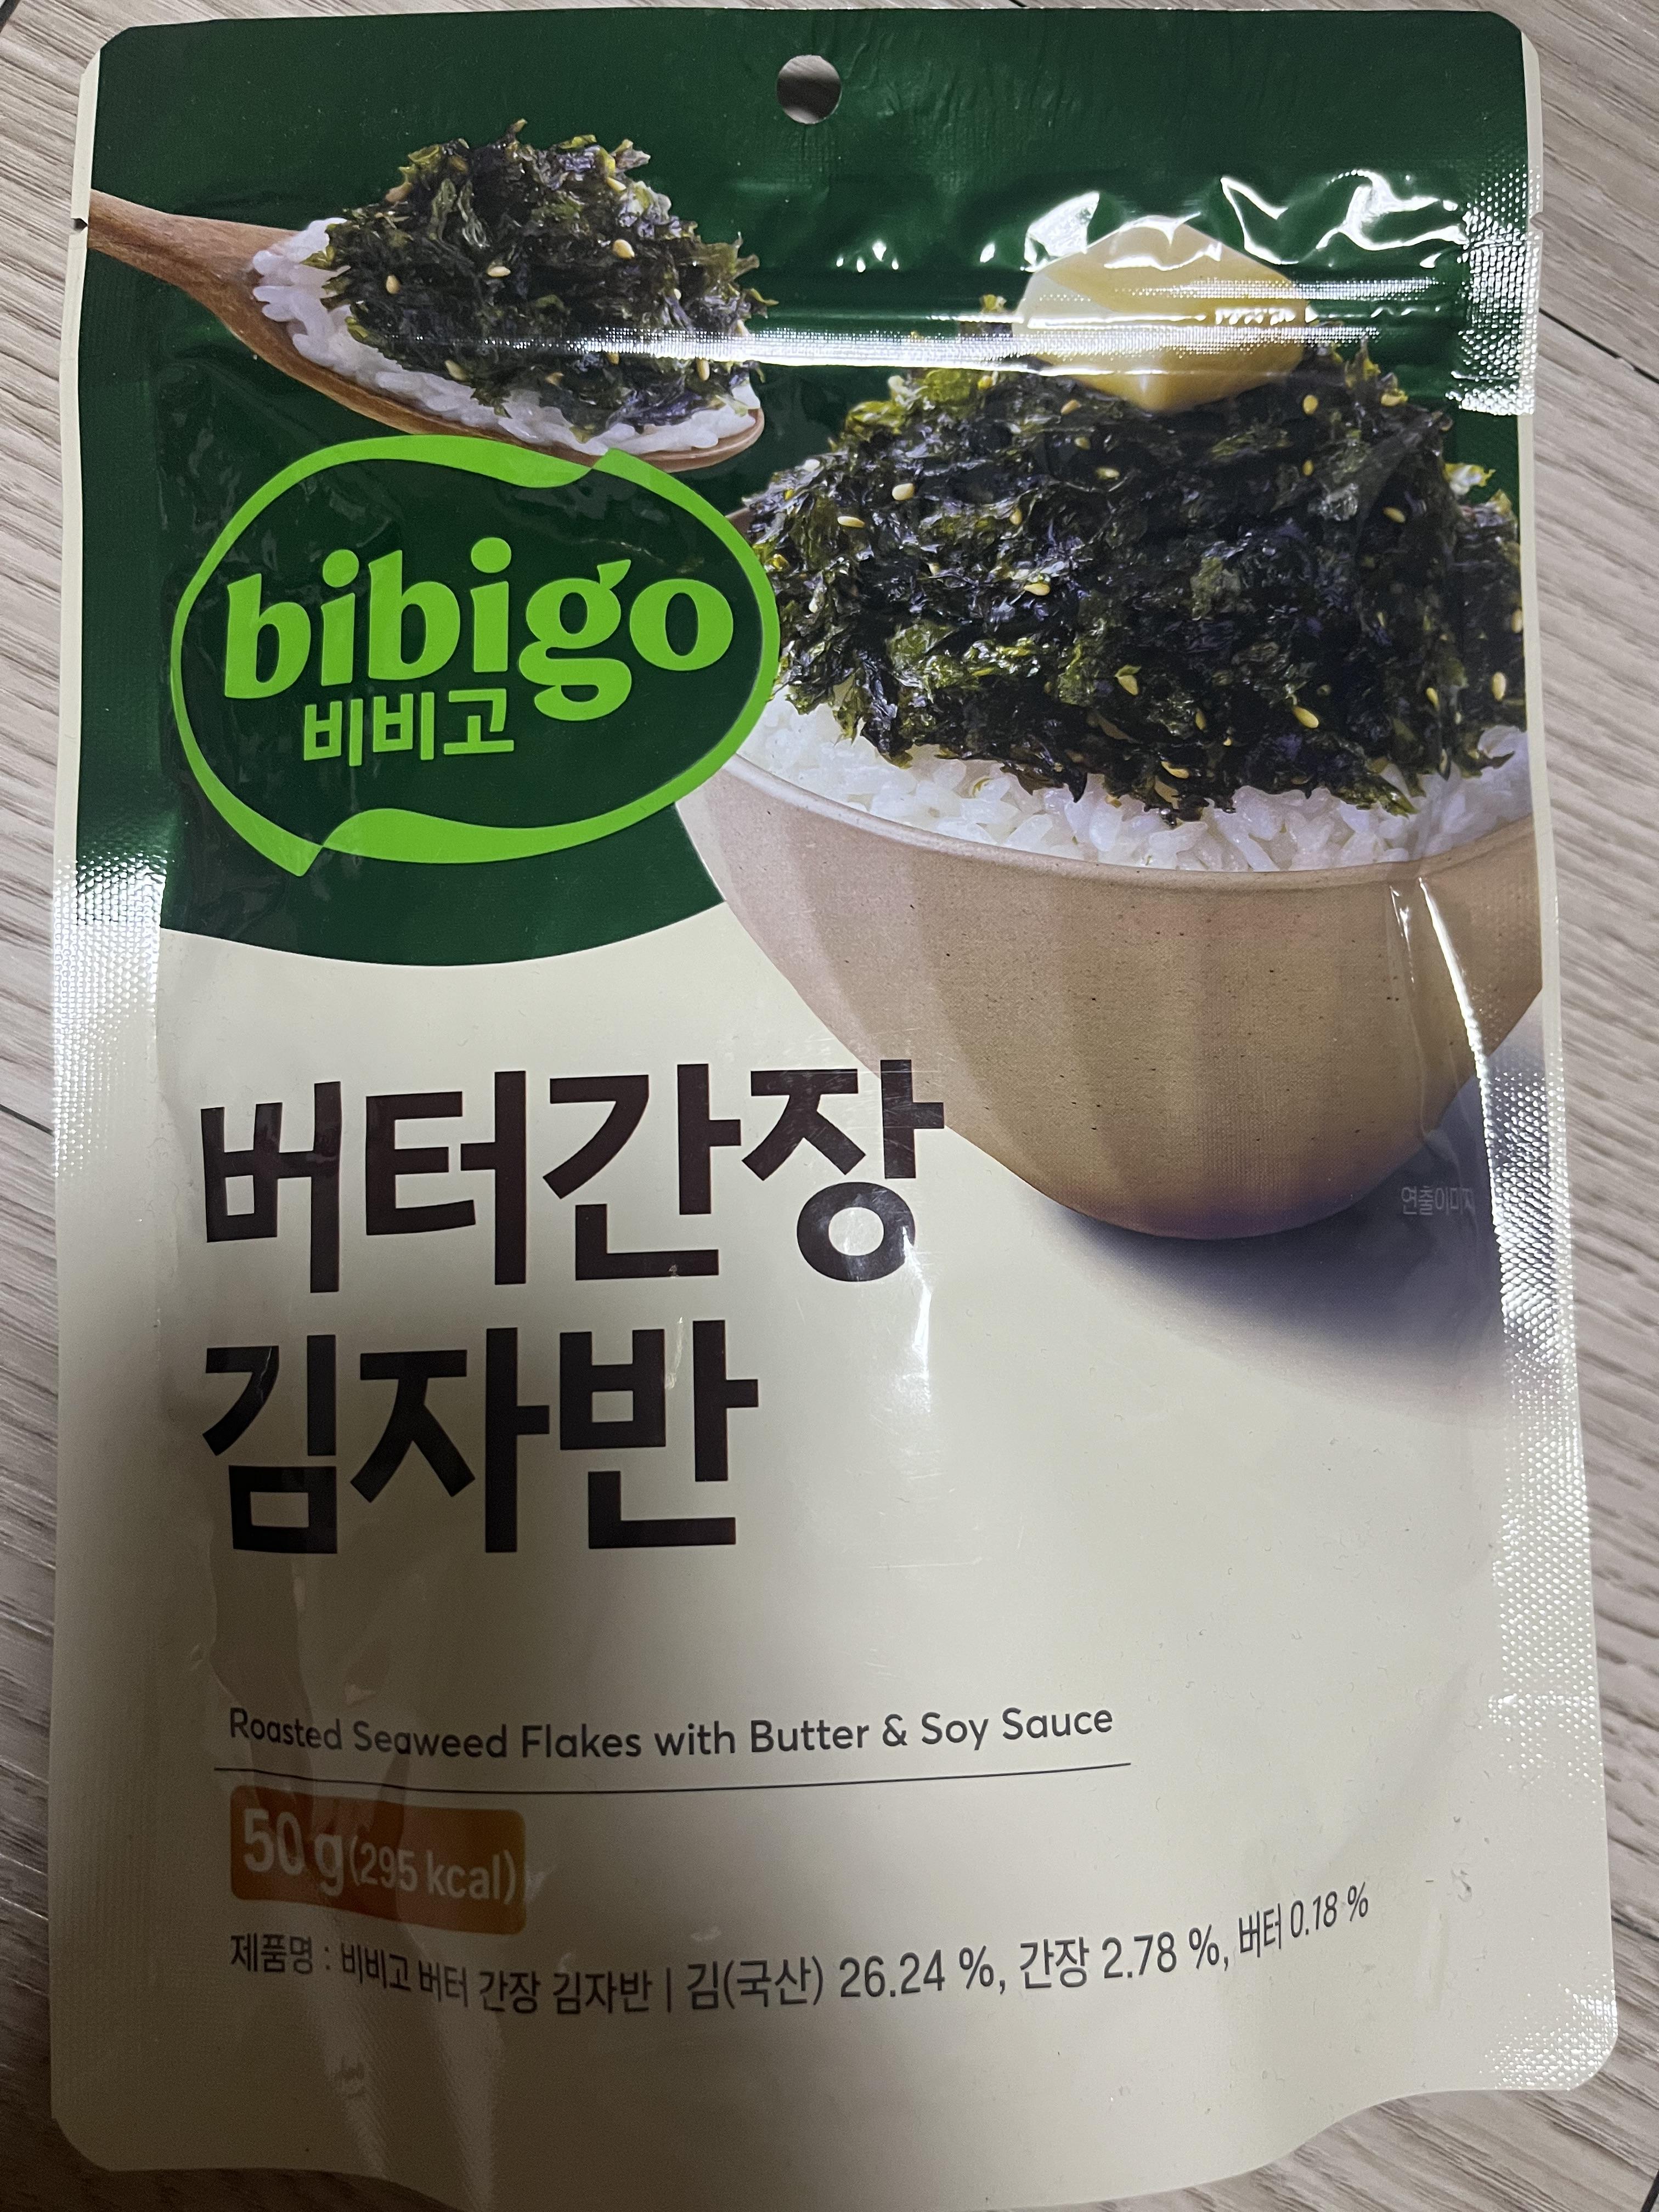 bibigo
비비고
연출이미지
버터간장
김자반
Roasted Seaweed Flakes with Butter & Soy Sauce
50 g(295 kcal)
제품명 : 비비고 버터 간장 김자반 | 김(국산) 26.24 %, 간장 2.78 %, 버터 0.18 %